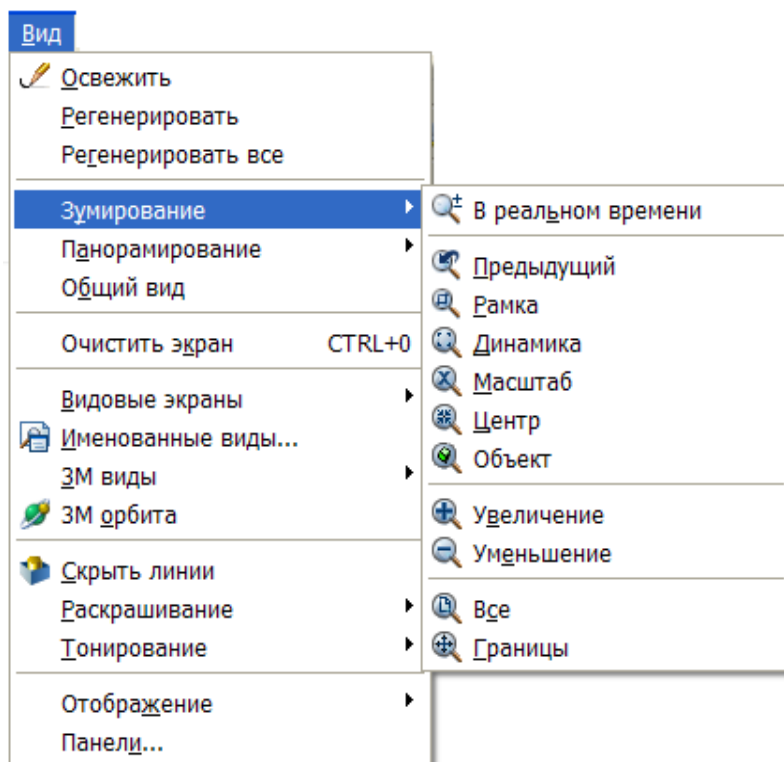 Вид
Освежить
Регенерировать
Регенерировать все
Зумирование
Панорамирование
Общий вид
Очистить экран CTRL+0
Видовые экраны
Именованные виды...
3М виды
3М орбита
Скрыть линии
Раскрашивание
Тонирование
Отображение
Панели...
В реальном времени
Предыдущий
Рамка
Динамика
Масштаб
Центр
Объект
Увеличение
Уменьшение
Все
Границы